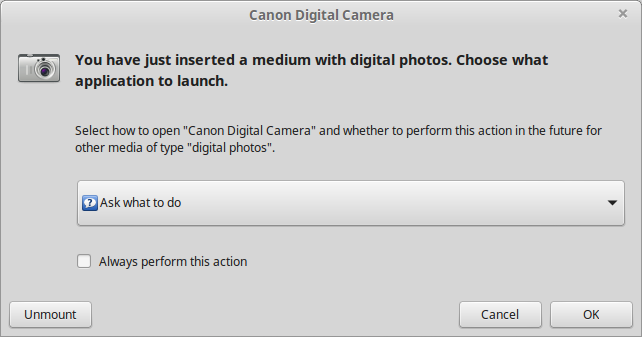 Canon Digital Camera
You have just inserted a medium with digital photos. Choose what
application to launch.
Select how to open "Canon Digital Camera" and whether to perform this action in the future for
other media of type "digital photos".
Ask what to do
Always perform this action
Unmount
Cancel
OK